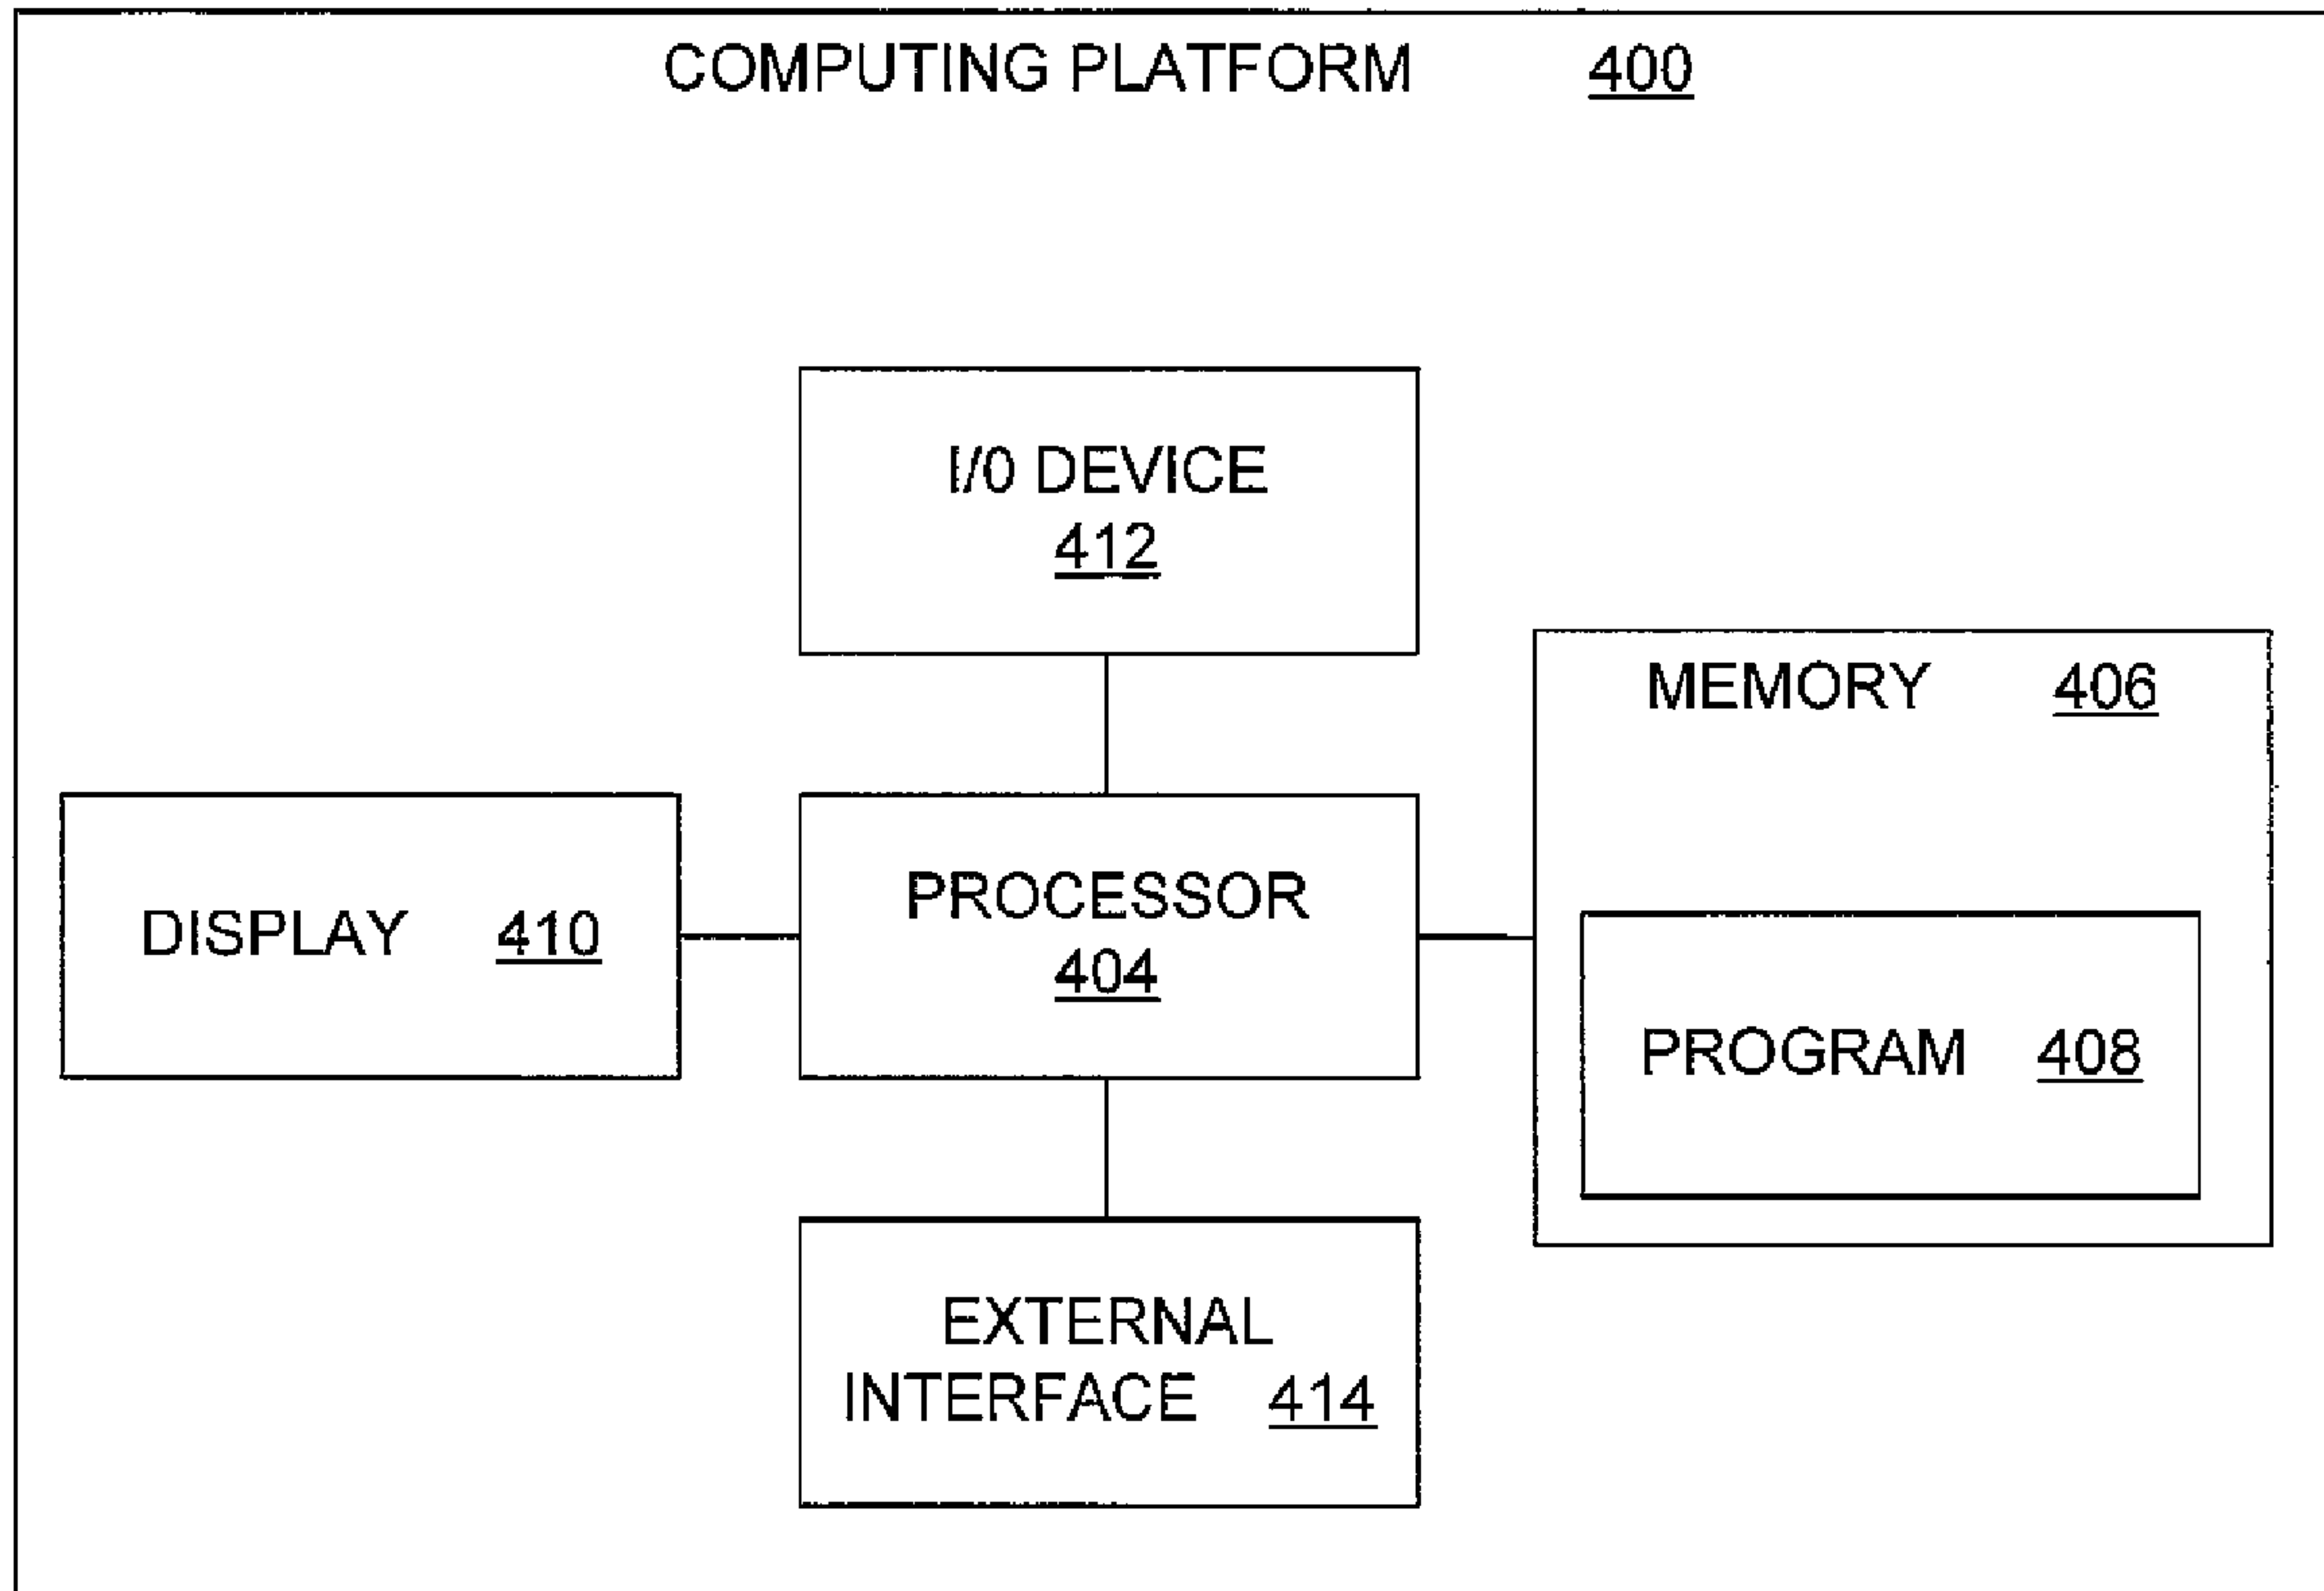 COMPUTING PLATFORM 400
I/0 DEVICE
412
MEMORY 406
PROCESSOR
404
DISPLAY 410
PROGRAM 408
EXTERNAL
INTERFACE 414